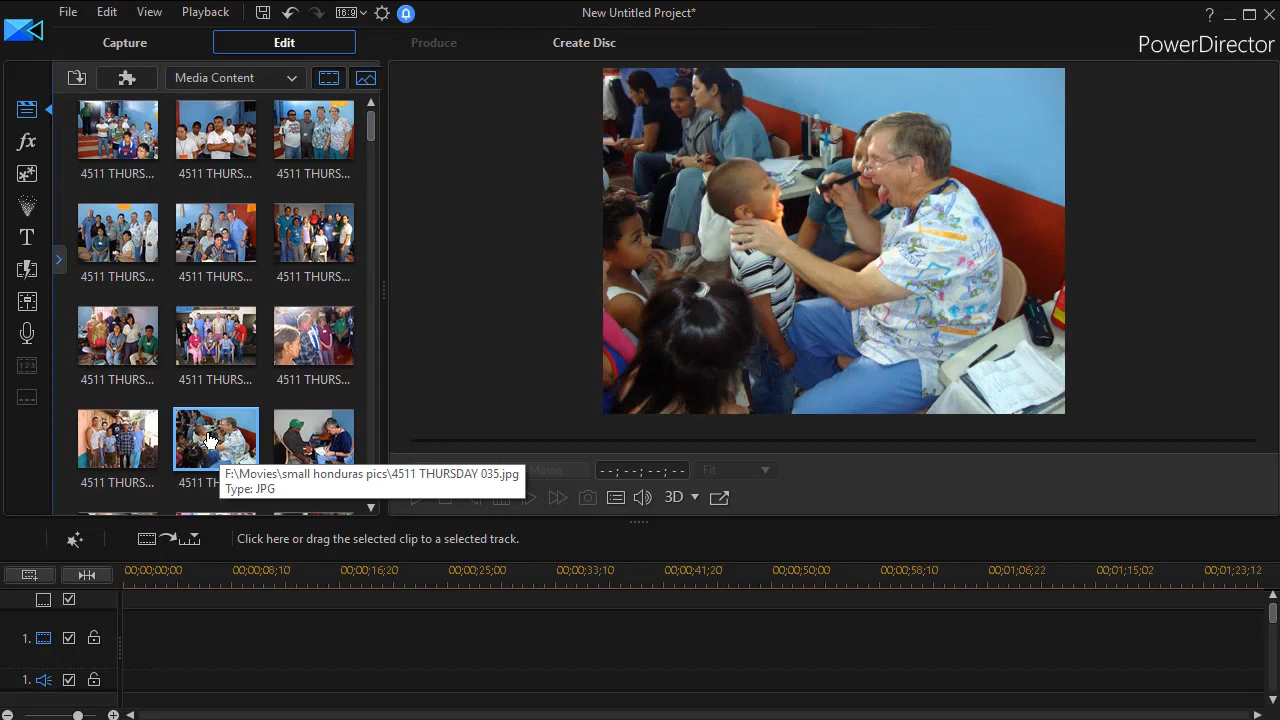 File Edit View Playback 16:9 New Untitled Project* ?
Capture Edit Produce Create Disc PowerDirector
Media Content
4511 THURS... 4511 THURS... 4511 THURS...
fx
T
4511 THURS... 4511 THURS... 4511 THURS...
4511 THURS... 4511 THURS... 4511 THURS...
123
4511 THURS... 4511 THURS...
F:\Movies\small honduras pics\4511 THURSDAY 035.jpg
Type: JPG
Movie --;--;--;-- Fit
3D
Click here or drag the selected clip to a selected track.
00;00;00;00 00;00;08;10 00;00;16;20 00;00;25;00 00;00;33;10 00;00;41;20 00;00;50;00 00;00;58;10 00;01;06;22 00;01;15;02 00;01;23;12
1.
1.